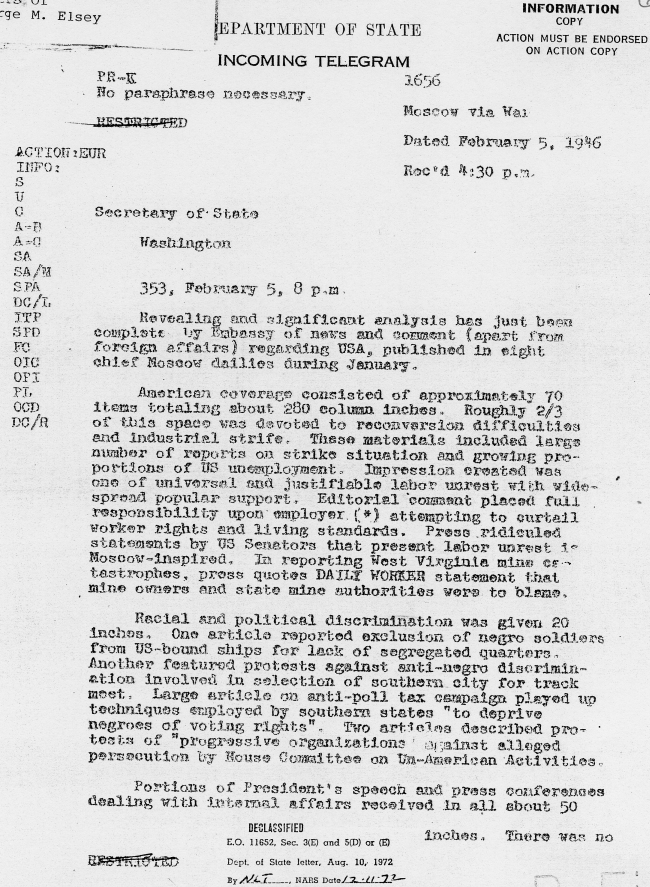 rge M. Elsey
EPARTMENT OF STATE
INCOMING TELEGRAM
INFORMATION
COPY
ACTION MUST BE ENDORSED
ON ACTION COPY
PR-K
No paraphrase necessary.
RESTRICTED
1656
Moscow via War
Dated February 5, 1946
Rec'd 4:30 p.m.
ACTION:EUR
INFO:
S
U
C
A-B
A-C
SA
SA/M
SPA
DC/L
ITP
SPD
FC
OIC
OFI
PL
OCD
DC/R
Secretary of State
Washington
353, February 5, 8 p.m.
Revealing and significant analysis has just been
complete by Embassy of news and comment (apart from
foreign affairs) regarding USA, published in eight
chief Moscow dailies during January.
American coverage consisted of approximately 70
items totaling about 280 column inches. Roughly 2/3
of this space was devoted to reconversion difficulties
and industrial strife. These materials included large
number of reports on strike situation and growing pro-
portions of US unemployment. Impression created was
one of universal and justifiable labor unrest with wide-
spread popular support. Editorial comment placed full
responsibility upon employer (*) attempting to curtail
worker rights and living standards. Press ridiculed
statements by US Senators that present labor unrest is
Moscow-inspired. In reporting West Virginia mine ca-
tastrophes, press quotes DAILY WORKER statement that
mine owners and state mine authorities were to blame.
Racial and political discrimination was given 20
inches. One article reported exclusion of negro soldiers
from US-bound ships for lack of segregated quarters.
Another featured protests against anti-negro discrimin-
ation involved in selection of southern city for track
meet. Large article on anti-poll tax campaign played up
techniques employed by southern states "to deprive
negroes of voting rights". Two articles described pro-
tests of "progressive organizations" against alleged
persecution by House Committee on Un-American Activities.
Portions of President's speech and press conferences
dealing with internal affairs received in all about 50
inches. There was no
RESTRICTED
DECLASSIFIED
E.O. 11652, Sec. 3(E) and 5(D) or (E)
Dept. of State letter, Aug. 10, 1972
By NLT, NARS Date 12-11-72